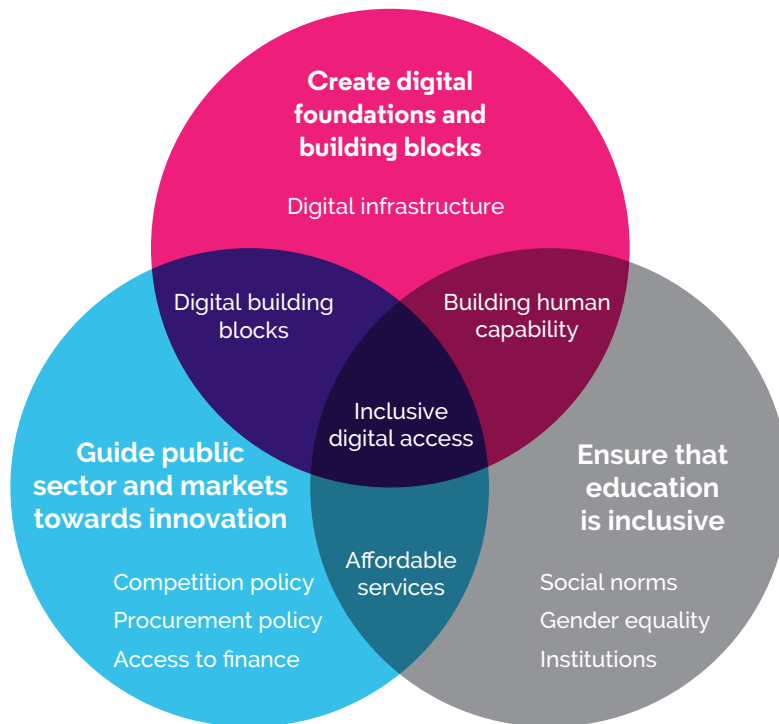 Create digital
foundations and
building blocks
Digital infrastructure
Digital building
blocks
Building human
capability
Inclusive
digital access
Guide public
sector and markets
towards innovation
Competition policy
Procurement policy
Access to finance
Affordable
services
Ensure that
education
is inclusive
Social norms
Gender equality
Institutions